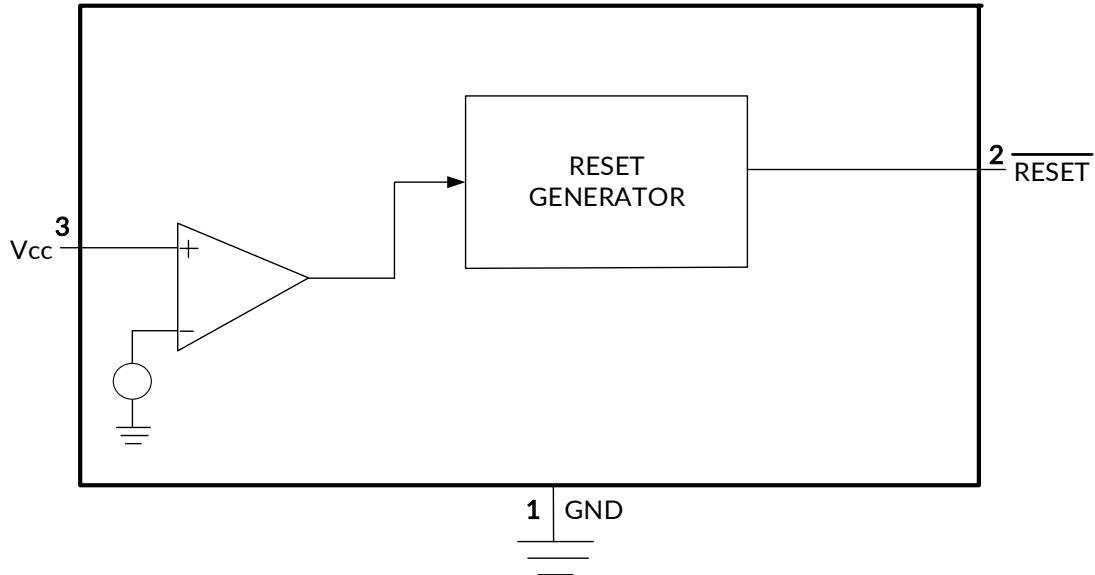 RESET
GENERATOR
2 RESET
3
Vcc
+
−
1 GND